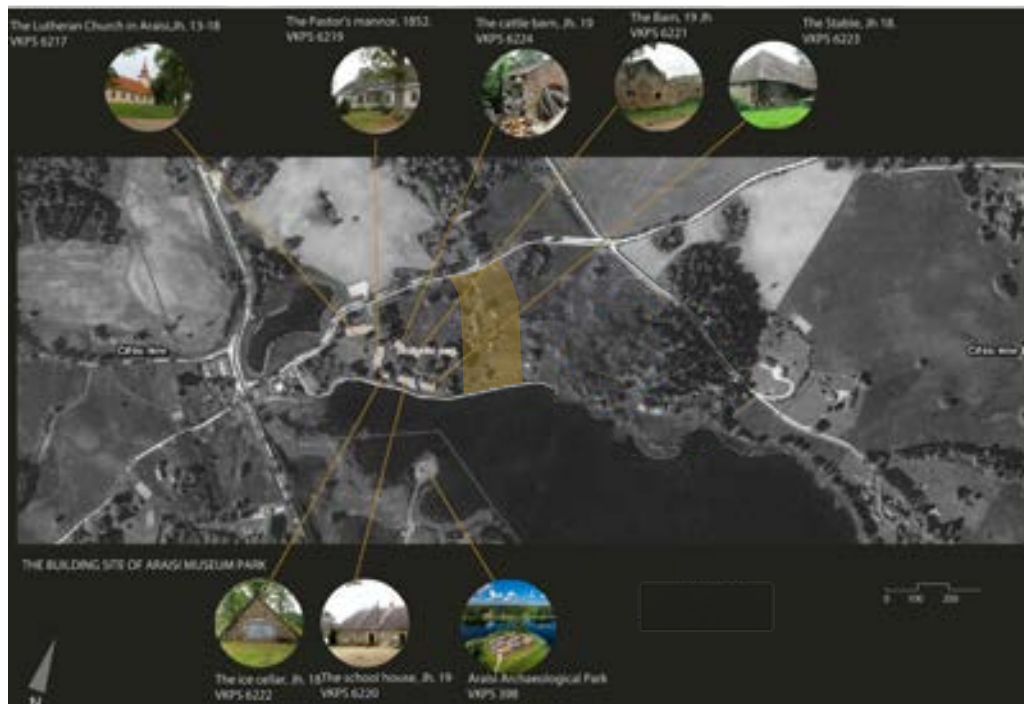 The Lutheran Church in Araisi,Jh. 13-18
VKPS 6217
The Pastor's mannor, 1852.
VKPS 6219
The cattle barn, Jh. 19
VKPS 6224
The Barn, 19 Jh
VKPS 6221
The Stable, Jh 18.
VKPS 6223
THE BUILDING SITE OF ARAISI MUSEUM PARK
0 100 200
The ice cellar, Jh. 18
VKPS 6222
The school house, Jh. 19
VKPS 6220
Araisi Archaeological Park
VKPS 398
N